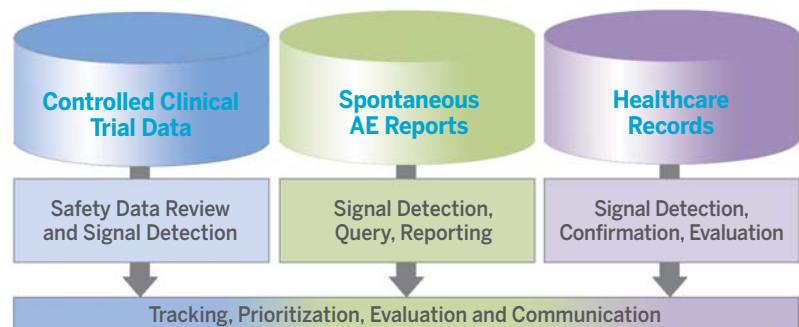 Controlled Clinical
Trial Data
Spontaneous
AE Reports
Healthcare
Records
Safety Data Review
and Signal Detection
Signal Detection,
Query, Reporting
Signal Detection,
Confirmation, Evaluation
Tracking, Prioritization, Evaluation and Communication